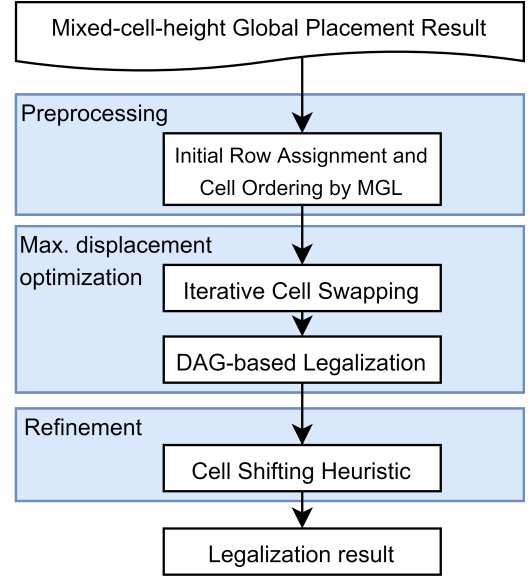 Mixed-cell-height Global Placement Result
Preprocessing
Initial Row Assignment and
Cell Ordering by MGL
Max. displacement
optimization
Iterative Cell Swapping
DAG-based Legalization
Refinement
Cell Shifting Heuristic
Legalization result